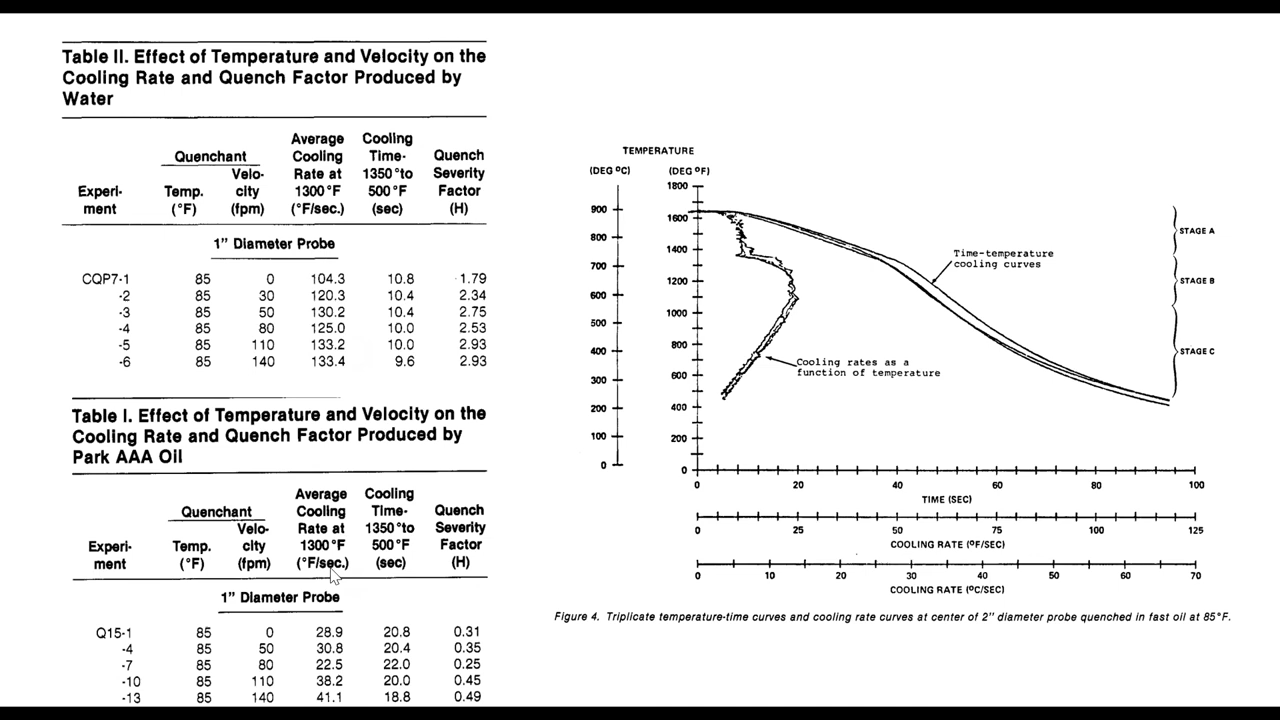 Table II. Effect of Temperature and Velocity on the
Cooling Rate and Quench Factor Produced by
Water
Average Cooling
Quenchant Cooling Time- Quench
Velo- Rate at 1350°to Severity
Experi- Temp. city 1300°F 500°F Factor
ment (°F) (fpm) (°F/sec.) (sec) (H)
1” Diameter Probe
CQP7-1 85 0 104.3 10.8 1.79
-2 85 30 120.3 10.4 2.34
-3 85 50 130.2 10.4 2.75
-4 85 80 125.0 10.0 2.53
-5 85 110 133.2 10.0 2.93
-6 85 140 133.4 9.6 2.93
Table I. Effect of Temperature and Velocity on the
Cooling Rate and Quench Factor Produced by
Park AAA Oil
Average Cooling
Quenchant Cooling Time- Quench
Velo- Rate at 1350°to Severity
Experi- Temp. city 1300°F 500°F Factor
ment (°F) (fpm) (°F/sec.) (sec) (H)
1” Diameter Probe
Q15-1 85 0 28.9 20.8 0.31
-4 85 50 30.8 20.4 0.35
-7 85 80 22.5 22.0 0.25
-10 85 110 38.2 20.0 0.45
-13 85 140 41.1 18.8 0.49
TEMPERATURE
(DEG ºC) (DEG ºF)
1800
900
1600
800
1400
700
1200
600
1000
500
800
400
600
300
400
200
200
100
0
0
STAGE A
STAGE B
STAGE C
Time-temperature
cooling curves
Cooling rates as a
function of temperature
0 20 40 60 80 100
TIME (SEC)
0 25 50 75 100 125
COOLING RATE (ºF/SEC)
0 10 20 30 40 50 60 70
COOLING RATE (ºC/SEC)
Figure 4. Triplicate temperature-time curves and cooling rate curves at center of 2” diameter probe quenched in fast oil at 85°F.